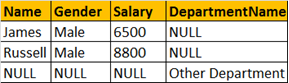 Name Gender Salary DepartmentName
James Male 6500 NULL
Russell Male 8800 NULL
NULL NULL NULL Other Department